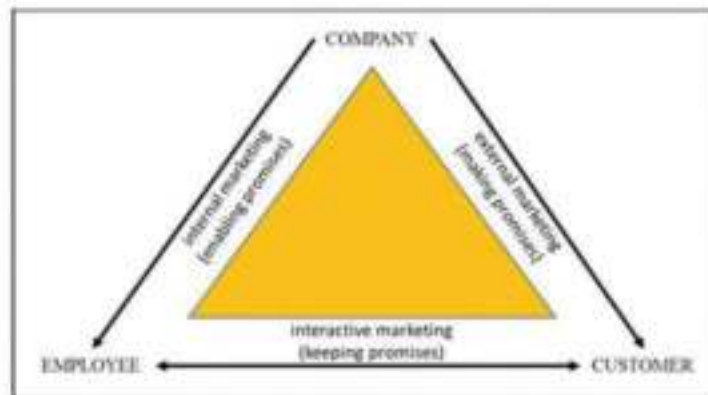 COMPANY
internal marketing
(enabling promises)
external marketing
(making promises)
interactive marketing
(keeping promises)
EMPLOYEE
CUSTOMER